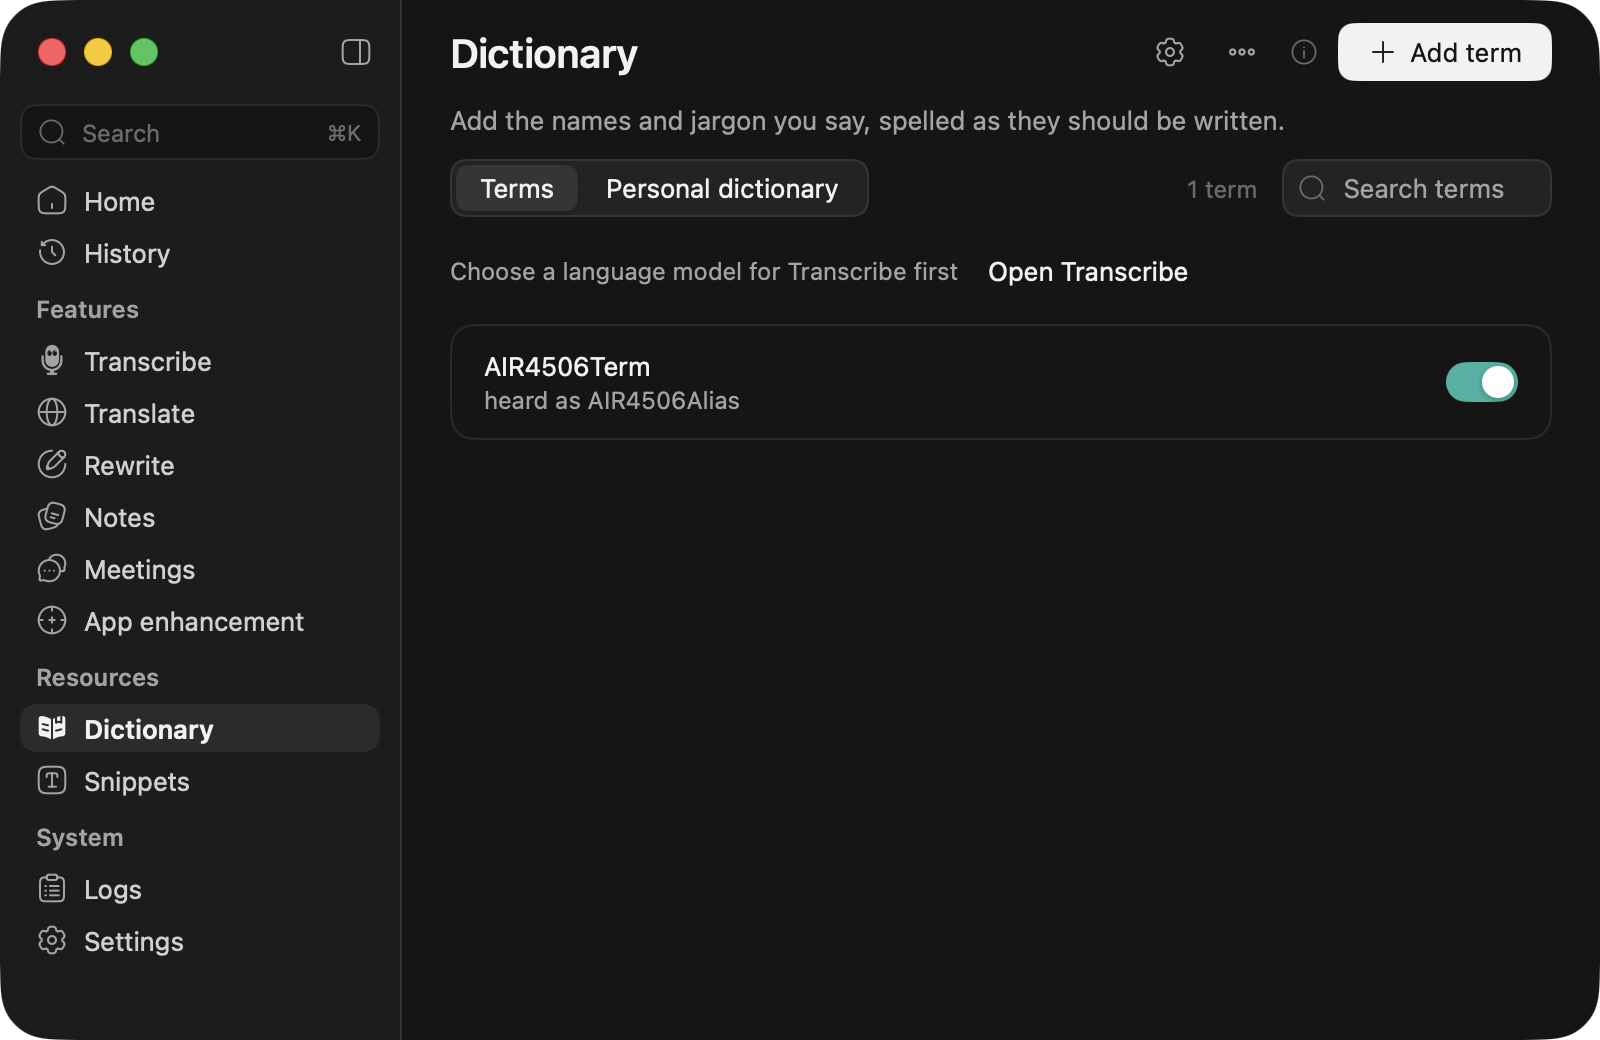 Search ⌘K
Home
History
Features
Transcribe
Translate
Rewrite
Notes
Meetings
App enhancement
Resources
Dictionary
Snippets
System
Logs
Settings
Dictionary
Add term
Add the names and jargon you say, spelled as they should be written.
Terms Personal dictionary 1 term Search terms
Choose a language model for Transcribe first Open Transcribe
AIR4506Term
heard as AIR4506Alias